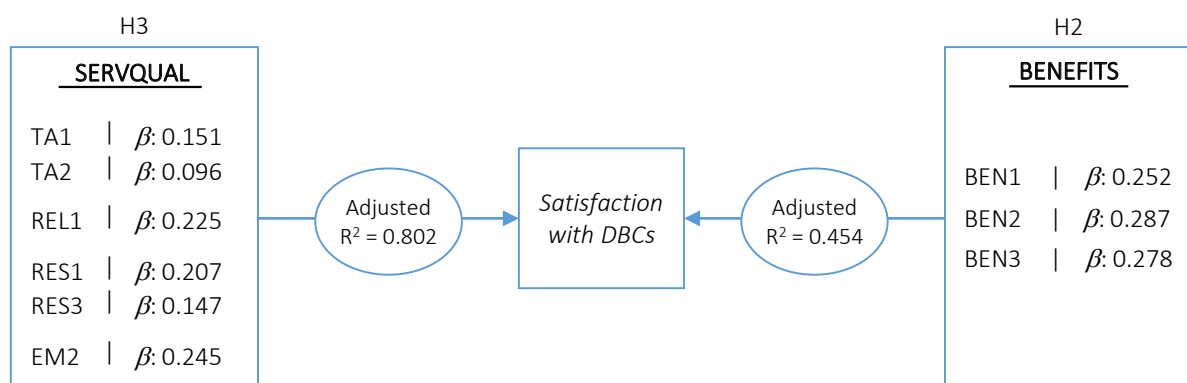 H3
SERVQUAL
TA1 | β: 0.151
TA2 | β: 0.096
REL1 | β: 0.225
RES1 | β: 0.207
RES3 | β: 0.147
EM2 | β: 0.245
Adjusted
R² = 0.802
Satisfaction
with DBCs
Adjusted
R² = 0.454
H2
BENEFITS
BEN1 | β: 0.252
BEN2 | β: 0.287
BEN3 | β: 0.278